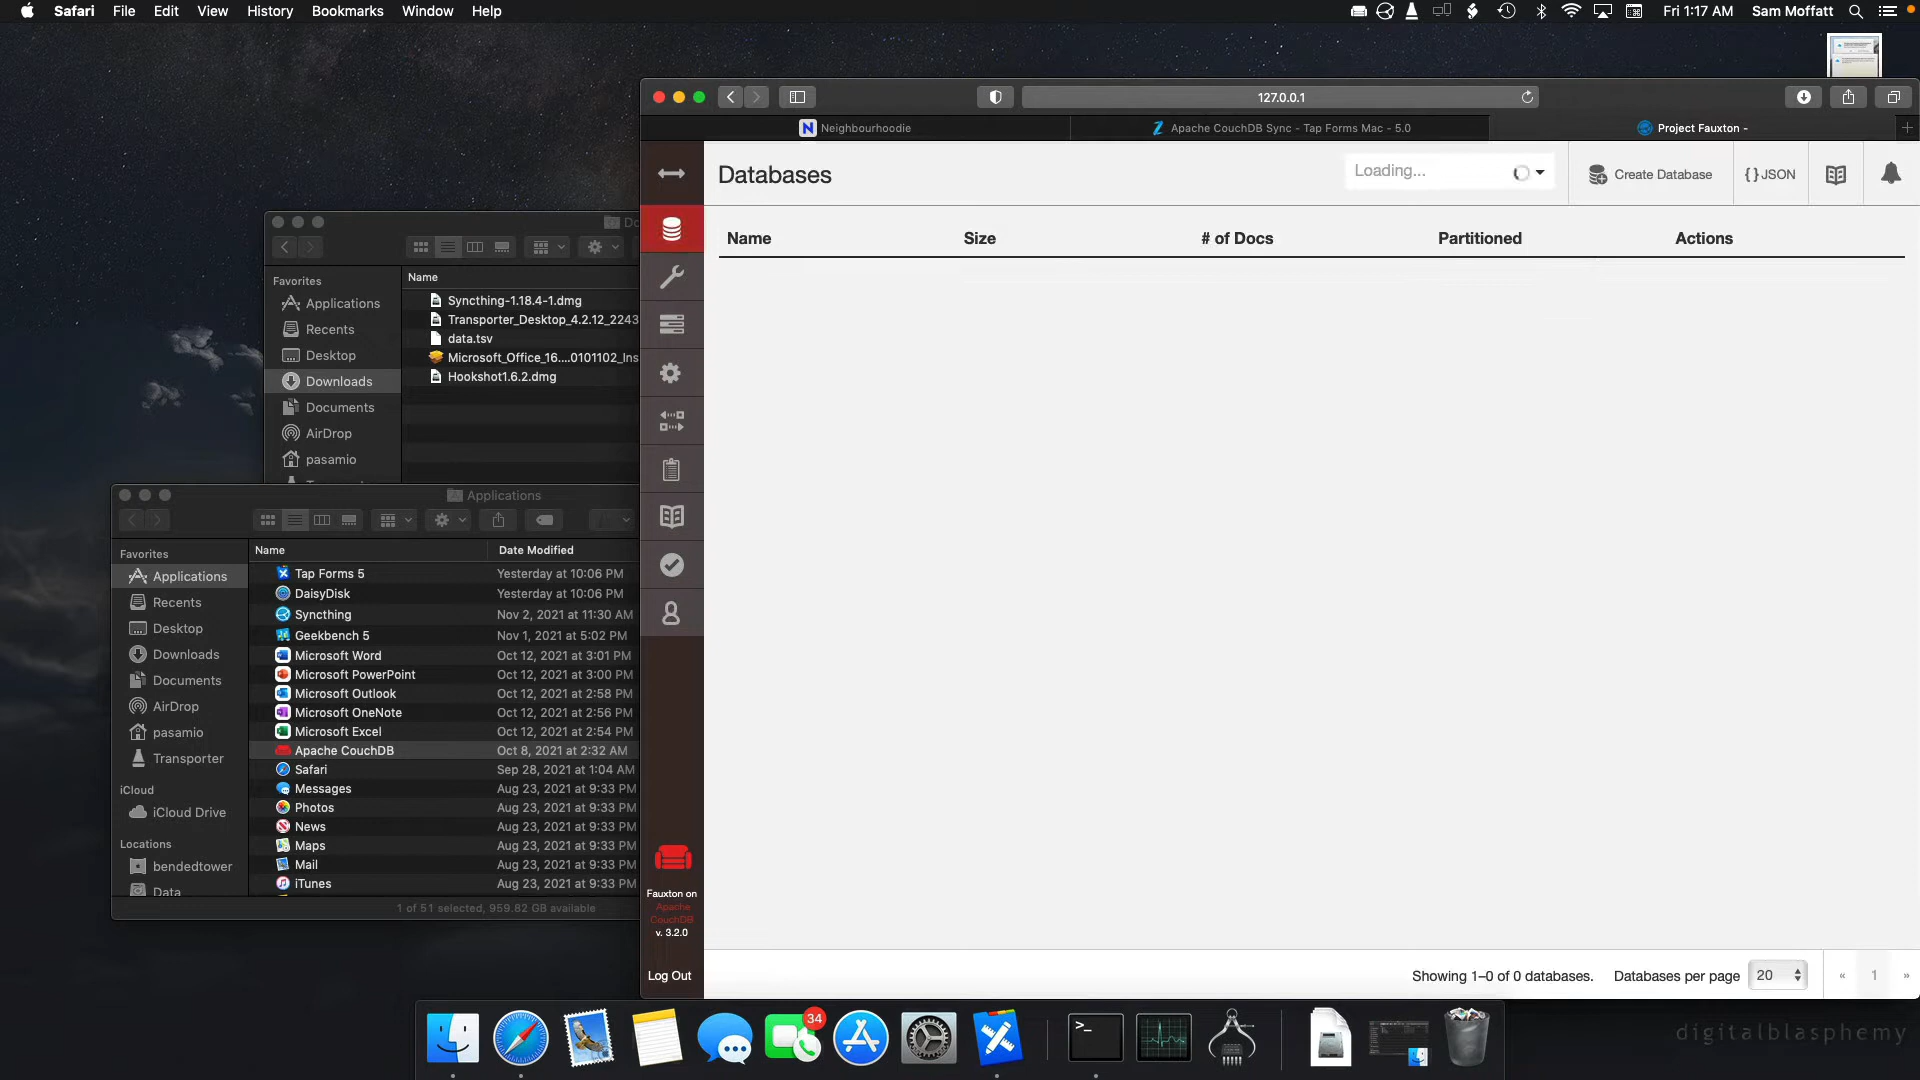 Safari File Edit View History Bookmarks Window Help
Fri 1:17 AM Sam Moffatt
127.0.0.1
Neighbourhoodie
Apache CouchDB Sync - Tap Forms Mac - 5.0
Project Fauxton -
Databases
Loading...
Create Database
{} JSON
Name Size # of Docs Partitioned Actions
Favorites
Applications
Recents
Desktop
Downloads
Documents
AirDrop
pasamio
Name
Syncthing-1.18.4-1.dmg
Transporter_Desktop_4.2.12_2243
data.tsv
Microsoft_Office_16....0101102_Ins
Hookshot1.6.2.dmg
Applications
Favorites
Applications
Recents
Desktop
Downloads
Documents
AirDrop
pasamio
Transporter
iCloud
iCloud Drive
Locations
bendedtower
Data
Name Date Modified
Tap Forms 5 Yesterday at 10:06 PM
DaisyDisk Yesterday at 10:06 PM
Syncthing Nov 2, 2021 at 11:30 AM
Geekbench 5 Nov 1, 2021 at 5:02 PM
Microsoft Word Oct 12, 2021 at 3:01 PM
Microsoft PowerPoint Oct 12, 2021 at 3:00 PM
Microsoft Outlook Oct 12, 2021 at 2:58 PM
Microsoft OneNote Oct 12, 2021 at 2:56 PM
Microsoft Excel Oct 12, 2021 at 2:54 PM
Apache CouchDB Oct 8, 2021 at 2:32 AM
Safari Sep 28, 2021 at 1:04 AM
Messages Aug 23, 2021 at 9:33 PM
Photos Aug 23, 2021 at 9:33 PM
News Aug 23, 2021 at 9:33 PM
Maps Aug 23, 2021 at 9:33 PM
Mail Aug 23, 2021 at 9:33 PM
iTunes Aug 23, 2021 at 9:33 PM
1 of 51 selected, 959.82 GB available
Fauxton on
Apache
CouchDB
v. 3.2.0
Log Out
Showing 1–0 of 0 databases. Databases per page 20 « 1 »
34
digitalblasphemy